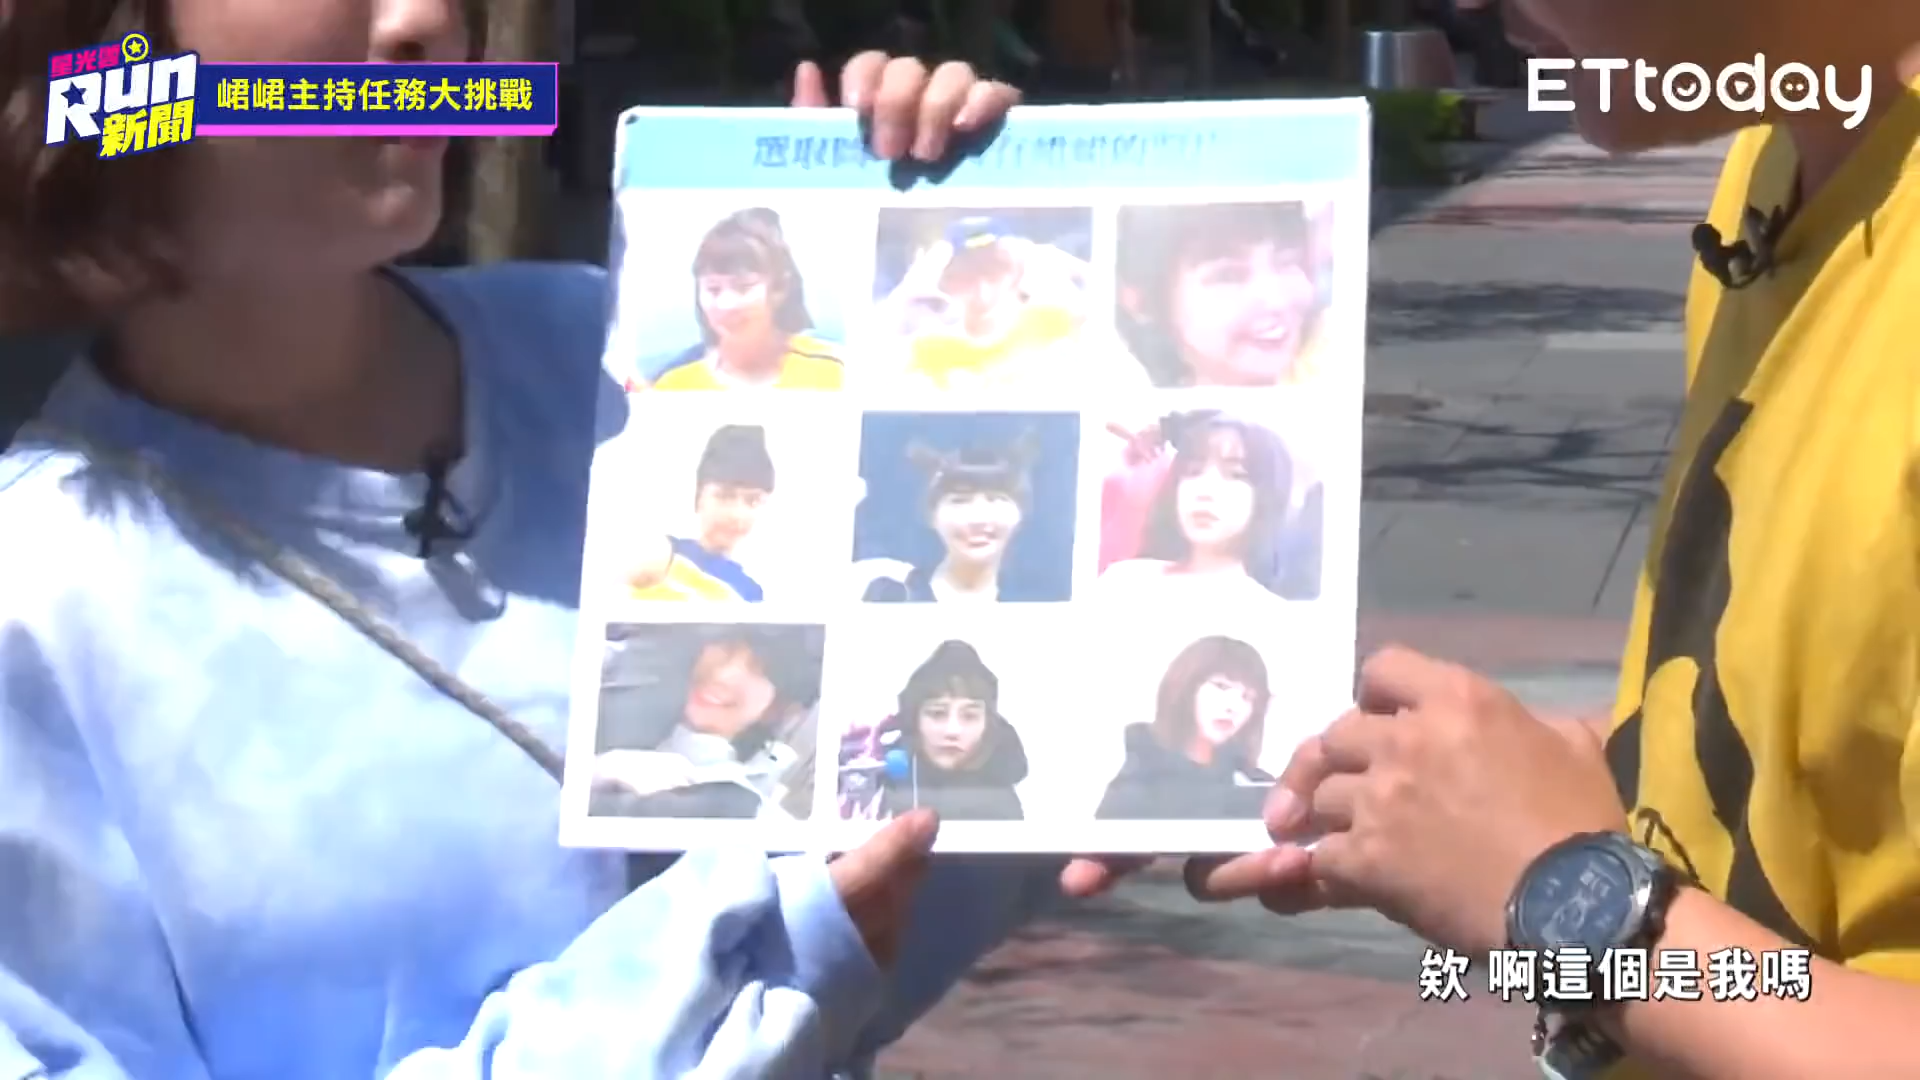 星光雲
Run
新聞
峮峮主持任務大挑戰
ETtoday
欸 啊這個是我嗎